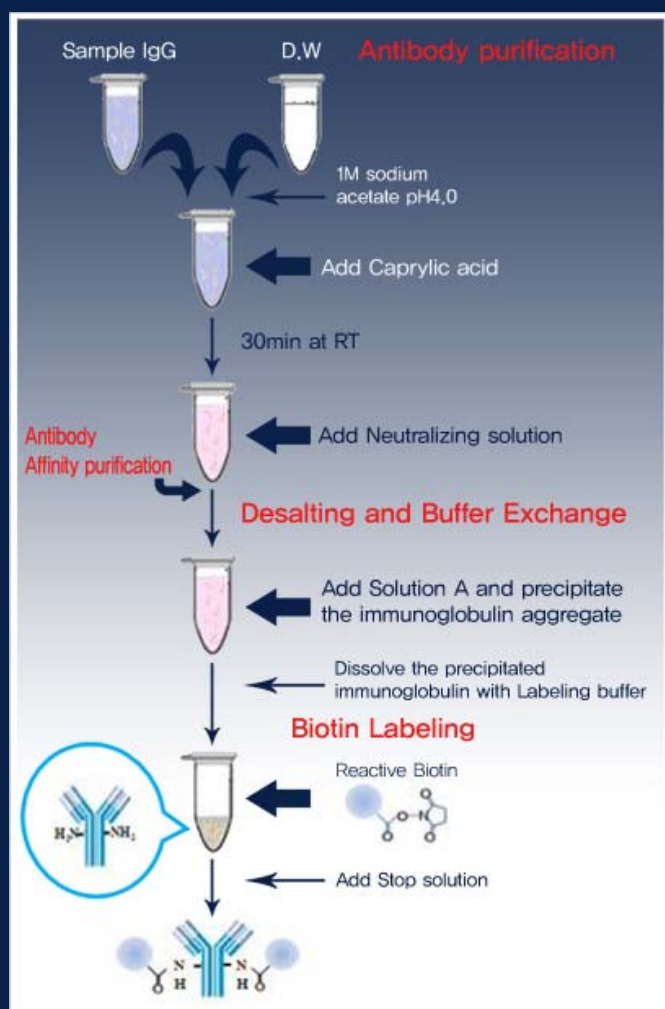 Sample IgG
D.W
Antibody purification
1M sodium
acetate pH4.0
Add Caprylic acid
30min at RT
Add Neutralizing solution
Antibody
Affinity purification
Desalting and Buffer Exchange
Add Solution A and precipitate
the immunoglobulin aggregate
Dissolve the precipitated
immunoglobulin with Labeling buffer
Biotin Labeling
Reactive Biotin
O
O
N
O
O
H₂N
NH₂
Add Stop solution
N
N
H
H
O
O